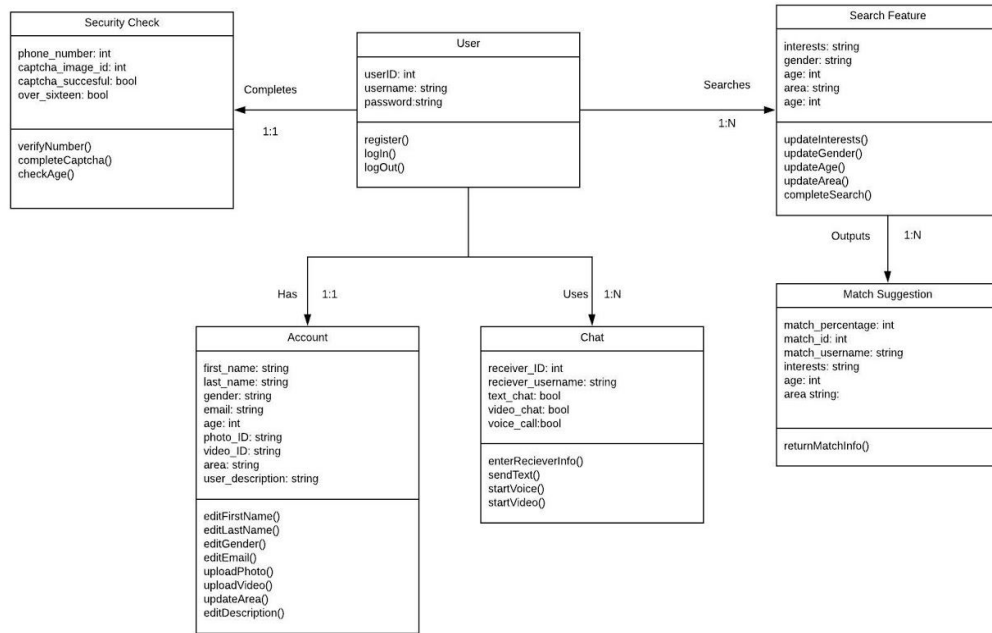 Security Check
phone_number: int
captcha_image_id: int
captcha_succesful: bool
over_sixteen: bool
verifyNumber()
completeCaptcha()
checkAge()
Completes
1:1
User
userID: int
username: string
password:string
register()
logIn()
logOut()
Searches
1:N
Search Feature
interests: string
gender: string
age: int
area: string
age: int
updateInterests()
updateGender()
updateAge()
updateArea()
completeSearch()
Outputs
1:N
Match Suggestion
match_percentage: int
match_id: int
match_username: string
interests: string
age: int
area string:
returnMatchInfo()
Has
1:1
Account
first_name: string
last_name: string
gender: string
email: string
age: int
photo_ID: string
video_ID: string
area: string
user_description: string
editFirstName()
editLastName()
editGender()
editEmail()
uploadPhoto()
uploadVideo()
updateArea()
editDescription()
Uses
1:N
Chat
receiver_ID: int
reciever_username: string
text_chat: bool
video_chat: bool
voice_call:bool
enterRecieverInfo()
sendText()
startVoice()
startVideo()